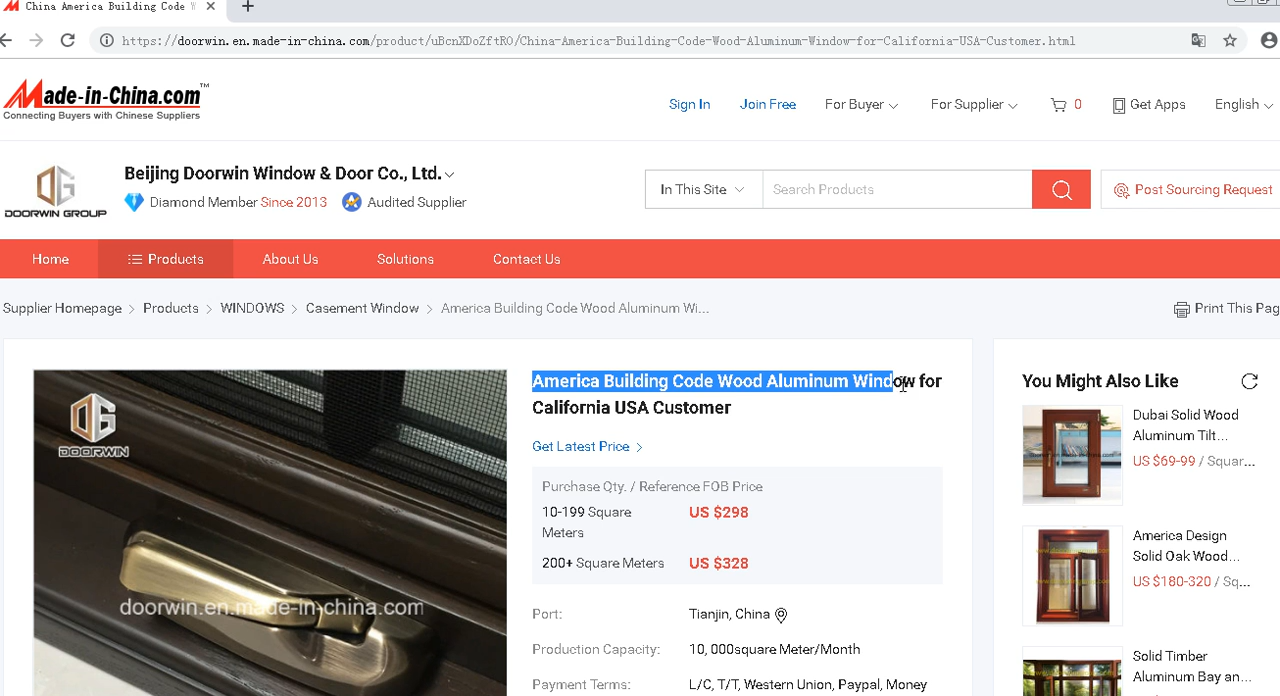 China America Building Code W
https://doorwin.en.made-in-china.com/product/uBcnXDoZftRO/China-America-Building-Code-Wood-Aluminum-Window-for-California-USA-Customer.html
Made-in-China.com™
Connecting Buyers with Chinese Suppliers
Sign In
Join Free
For Buyer
For Supplier
0
Get Apps
English
DOORWIN GROUP
Beijing Doorwin Window & Door Co., Ltd.
Diamond Member Since 2013
Audited Supplier
In This Site
Search Products
Post Sourcing Request
Home
Products
About Us
Solutions
Contact Us
Supplier Homepage > Products > WINDOWS > Casement Window > America Building Code Wood Aluminum Wi...
Print This Pag
DOORWIN
doorwin.en.made-in-china.com
America Building Code Wood Aluminum Window for
California USA Customer
Get Latest Price >
Purchase Qty. / Reference FOB Price
10-199 Square
Meters
US $298
200+ Square Meters
US $328
Port:
Tianjin, China
Production Capacity:
10, 000square Meter/Month
Payment Terms:
L/C, T/T, Western Union, Paypal, Money
You Might Also Like
Dubai Solid Wood
Aluminum Tilt...
US $69-99 / Squar...
America Design
Solid Oak Wood...
US $180-320 / Sq...
Solid Timber
Aluminum Bay an...